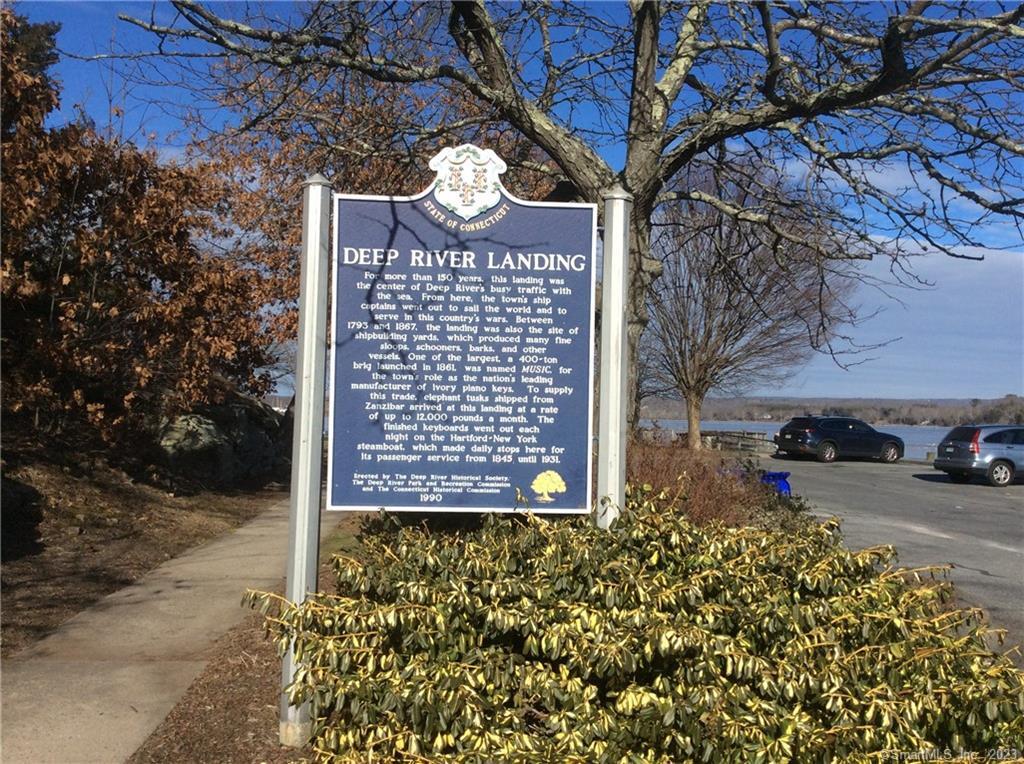 STATE OF CONNECTICUT
DEEP RIVER LANDING
For more than 150 years, this landing was
the center of Deep River's busy traffic with
the sea. From here, the town's ship
captains went out to sail the world and to
serve in this country's wars. Between
1793 and 1867, the landing was also the site of
shipbuilding yards, which produced many fine
sloops, schooners, barks, and other
vessels. One of the largest, a 400-ton
brig launched in 1861, was named MUSIC, for
the town's role as the nation's leading
manufacturer of ivory piano keys. To supply
this trade, elephant tusks shipped from
Zanzibar arrived at this landing at a rate
of up to 12,000 pounds a month. The
finished keyboards went out each
night on the Hartford-New York
steamboat, which made daily stops here for
its passenger service from 1845 until 1931.
Erected by The Deep River Historical Society,
The Deep River Park and Recreation Commission
and The Connecticut Historical Commission
1990
©SmartMLS, Inc. 2023